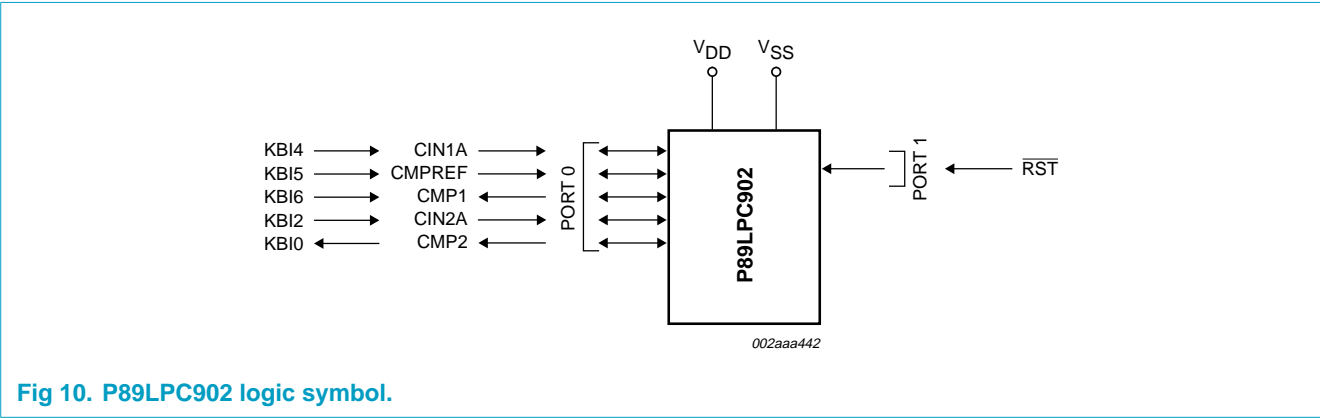 VDD VSS
KBI4 CIN1A
KBI5 CMPREF
KBI6 CMP1
KBI2 CIN2A
KBI0 CMP2
PORT 0
P89LPC902
PORT 1
RST
002aaa442
Fig 10. P89LPC902 logic symbol.